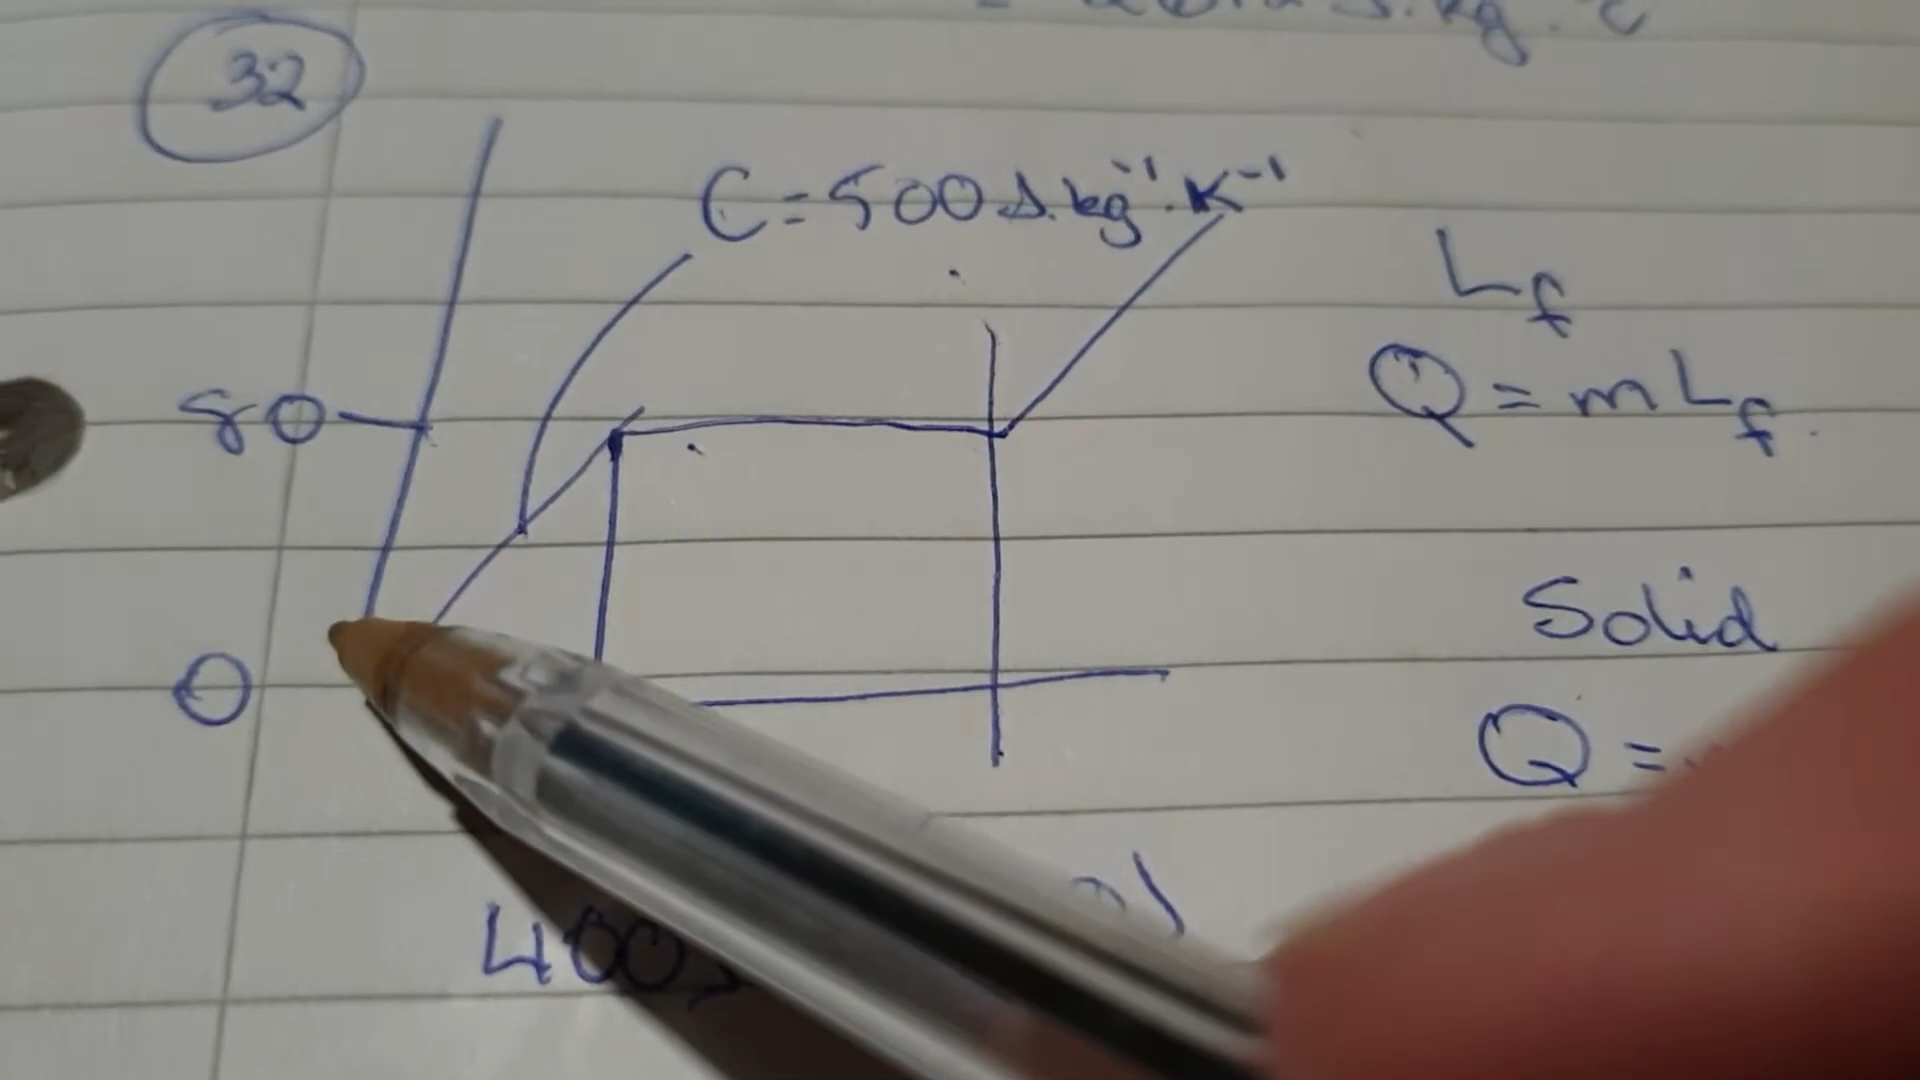 32
C = 500 J.kg⁻¹.K⁻¹
Lf
80
Q = mLf
Solid
0
Q =
400